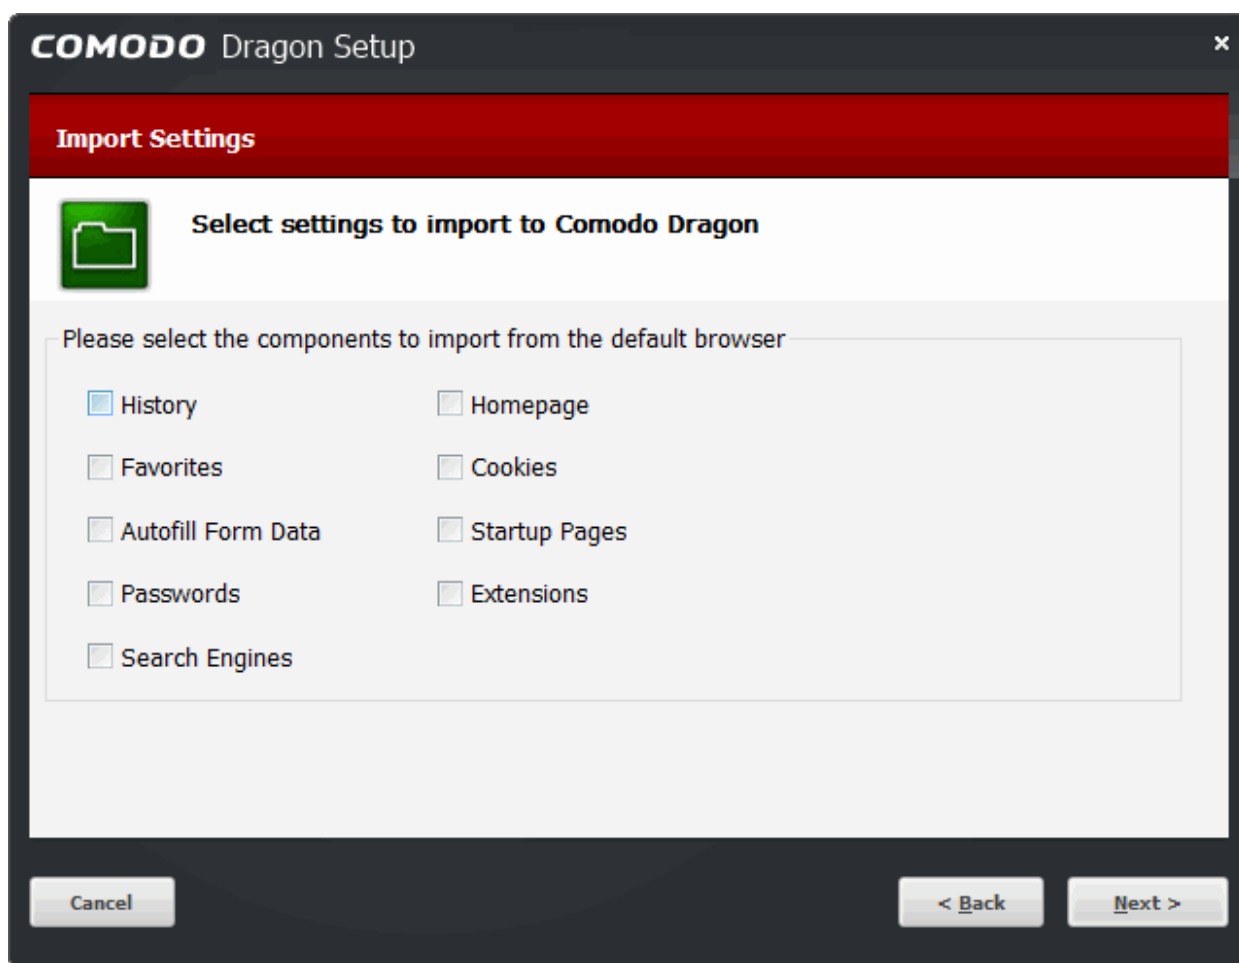 COMODO Dragon Setup
Import Settings
Select settings to import to Comodo Dragon
Please select the components to import from the default browser
History
Homepage
Favorites
Cookies
Autofill Form Data
Startup Pages
Passwords
Extensions
Search Engines
Cancel
< Back
Next >